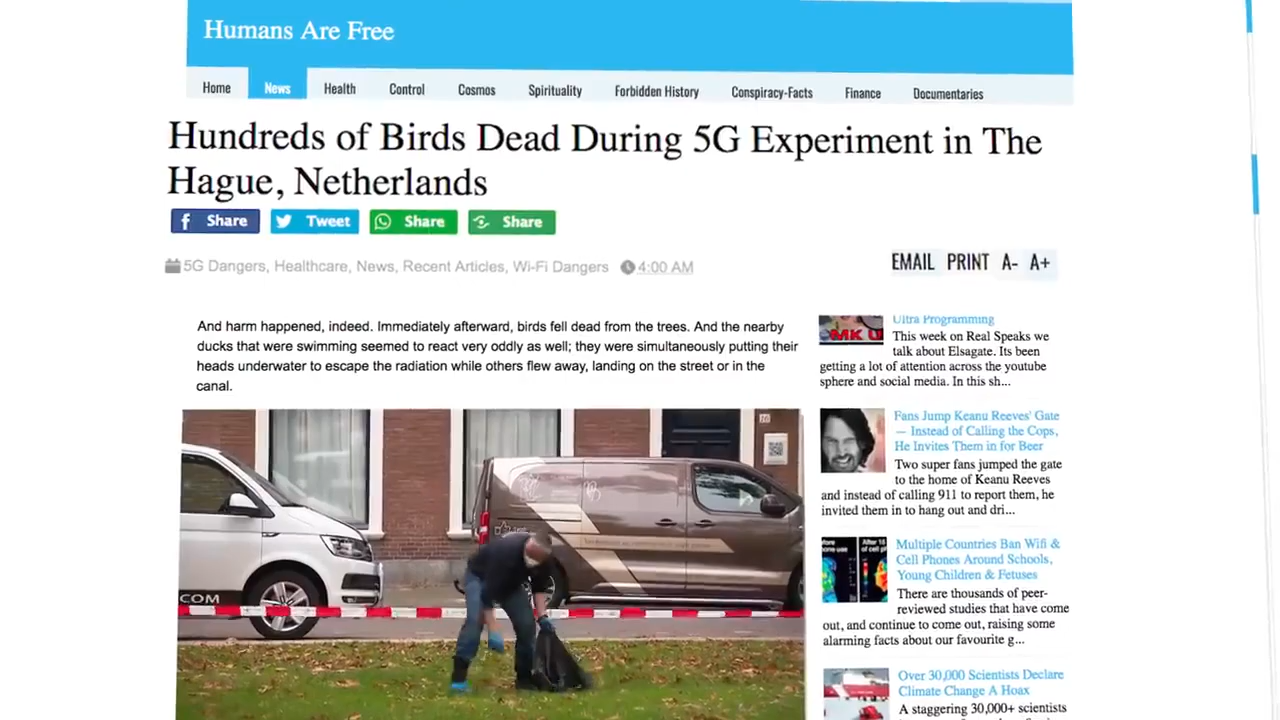 Humans Are Free
Home News Health Control Cosmos Spirituality Forbidden History Conspiracy-Facts Finance Documentaries
Hundreds of Birds Dead During 5G Experiment in The
Hague, Netherlands
Share Tweet Share Share
5G Dangers, Healthcare, News, Recent Articles, Wi-Fi Dangers 4:00 AM
EMAIL PRINT A- A+
And harm happened, indeed. Immediately afterward, birds fell dead from the trees. And the nearby
ducks that were swimming seemed to react very oddly as well; they were simultaneously putting their
heads underwater to escape the radiation while others flew away, landing on the street or in the
canal.
COM
Ultra Programming
MK U
This week on Real Speaks we
talk about Elsagate. Its been
getting a lot of attention across the youtube
sphere and social media. In this sh...
Fans Jump Keanu Reeves' Gate
— Instead of Calling the Cops,
He Invites Them in for Beer
Two super fans jumped the gate
to the home of Keanu Reeves
and instead of calling 911 to report them, he
invited them in to hang out and dri...
Multiple Countries Ban Wifi &
Cell Phones Around Schools,
Young Children & Fetuses
There are thousands of peer-
reviewed studies that have come
out, and continue to come out, raising some
alarming facts about our favourite g...
Over 30,000 Scientists Declare
Climate Change A Hoax
A staggering 30,000+ scientists